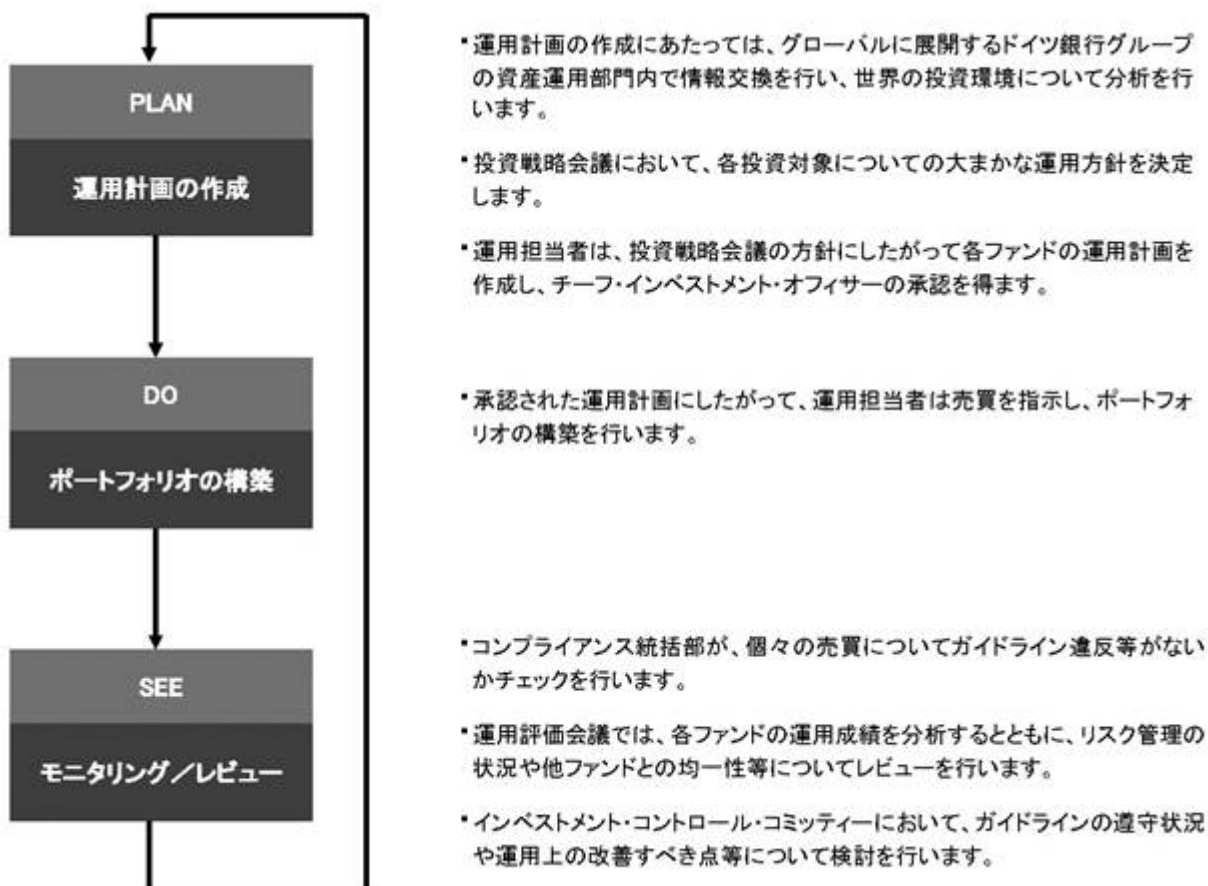 PLAN
運用計画の作成
▪運用計画の作成にあたっては、グローバルに展開するドイツ銀行グループ
の資産運用部門内で情報交換を行い、世界の投資環境について分析を行
います。
▪投資戦略会議において、各投資対象についての大まかな運用方針を決定
します。
▪運用担当者は、投資戦略会議の方針にしたがって各ファンドの運用計画を
作成し、チーフ・インベストメント・オフィサーの承認を得ます。
DO
ポートフォリオの構築
▪承認された運用計画にしたがって、運用担当者は売買を指示し、ポートフォ
リオの構築を行います。
SEE
モニタリング／レビュー
▪コンプライアンス統括部が、個々の売買についてガイドライン違反等がない
かチェックを行います。
▪運用評価会議では、各ファンドの運用成績を分析するとともに、リスク管理の
状況や他ファンドとの均一性等についてレビューを行います。
▪インベストメント・コントロール・コミッティーにおいて、ガイドラインの遵守状況
や運用上の改善すべき点等について検討を行います。